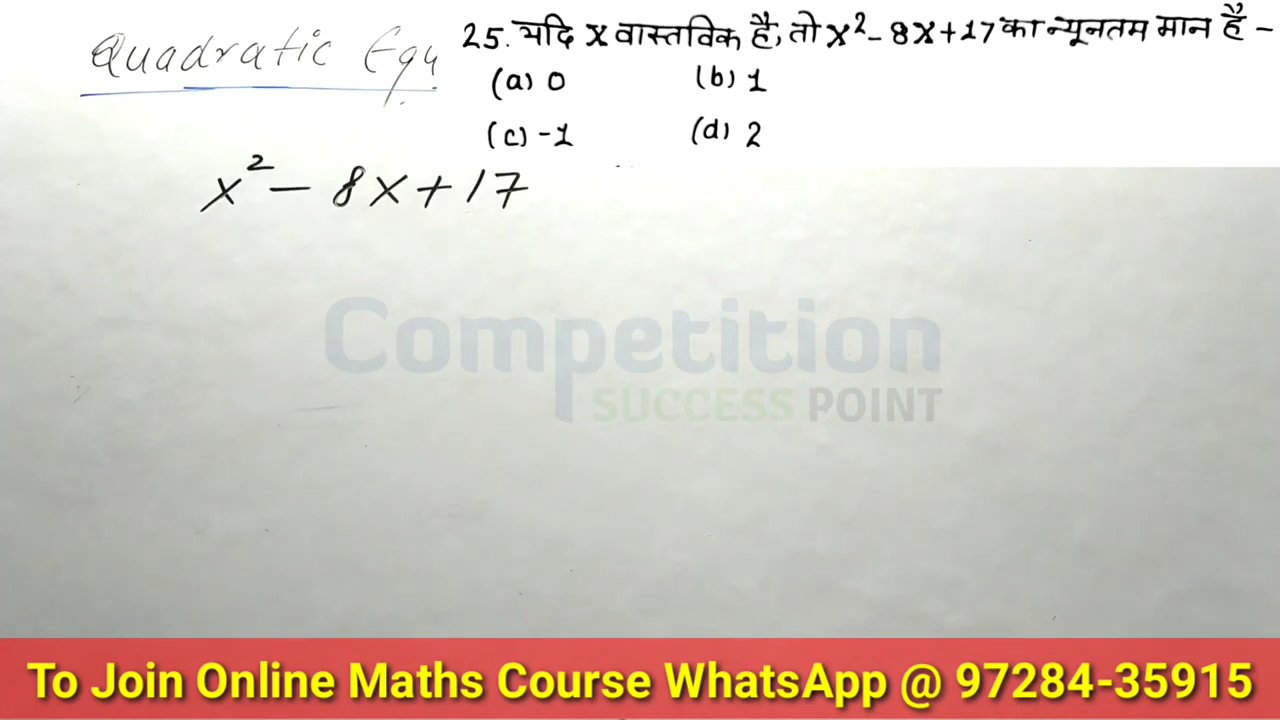 Quadratic Equ.
25. यदि x वास्तविक है, तो x²- 8x+17 का न्यूनतम मान है -
(a) 0 (b) 1
(c) -1 (d) 2
x² - 8x + 17
Competition
SUCCESS POINT
To Join Online Maths Course WhatsApp @ 97284-35915